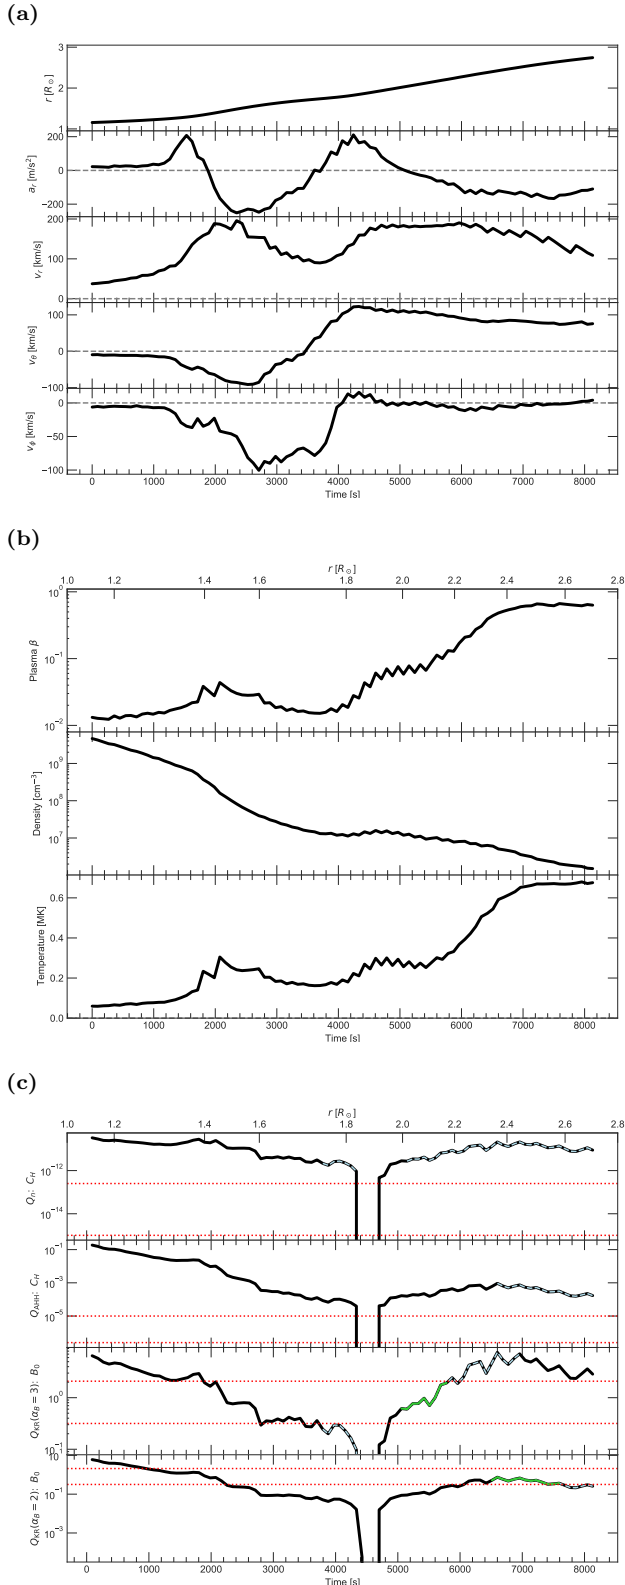 (a)
r [R⊙]
3
2
1
a_r [m/s²]
200
0
−200
v_r [km/s]
200
100
0
v_θ [km/s]
100
0
−100
v_ϕ [km/s]
0
−50
−100
0 1000 2000 3000 4000 5000 6000 7000 8000
Time [s]
(b)
r [R⊙]
1.0 1.2 1.4 1.6 1.8 2.0 2.2 2.4 2.6 2.8
Plasma β
10⁰
10⁻¹
10⁻²
Density [cm⁻³]
10⁹
10⁸
10⁷
Temperature [MK]
0.6
0.4
0.2
0.0
0 1000 2000 3000 4000 5000 6000 7000 8000
Time [s]
(c)
r [R⊙]
1.0 1.2 1.4 1.6 1.8 2.0 2.2 2.4 2.6 2.8
Q_n: C_H
10⁻¹²
10⁻¹⁴
Q_AHH: C_H
10⁻¹
10⁻³
10⁻⁵
Q_KR(α_B = 3): B₀
10⁰
10⁻¹
Q_KR(α_B = 2): B₀
10¹
10⁻¹
10⁻³
0 1000 2000 3000 4000 5000 6000 7000 8000
Time [s]